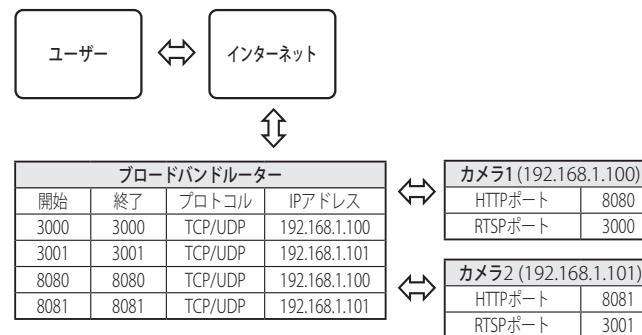 ユーザー
インターネット
ブロードバンドルーター
開始 終了 プロトコル IPアドレス
3000 3000 TCP/UDP 192.168.1.100
3001 3001 TCP/UDP 192.168.1.101
8080 8080 TCP/UDP 192.168.1.100
8081 8081 TCP/UDP 192.168.1.101
カメラ1 (192.168.1.100)
HTTPポート 8080
RTSPポート 3000
カメラ2 (192.168.1.101)
HTTPポート 8081
RTSPポート 3001